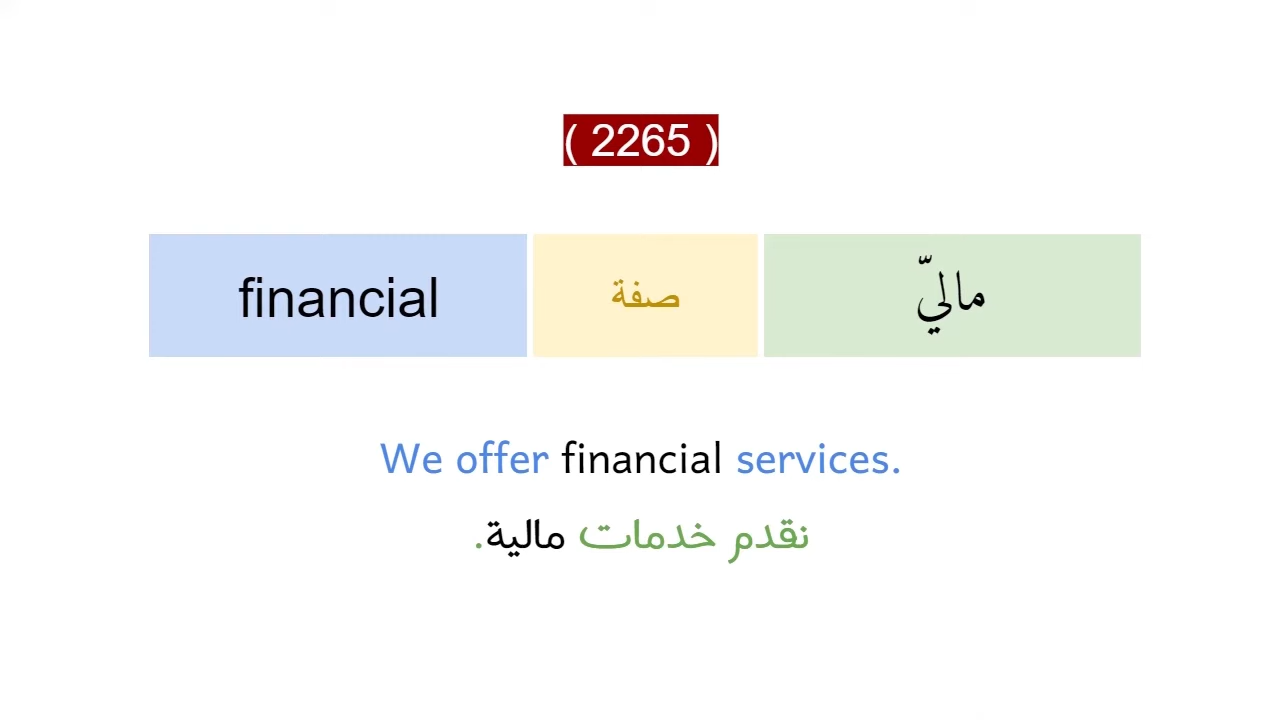 ( 2265 )
financial صفة ماليّ
We offer financial services.
نقدم خدمات مالية.